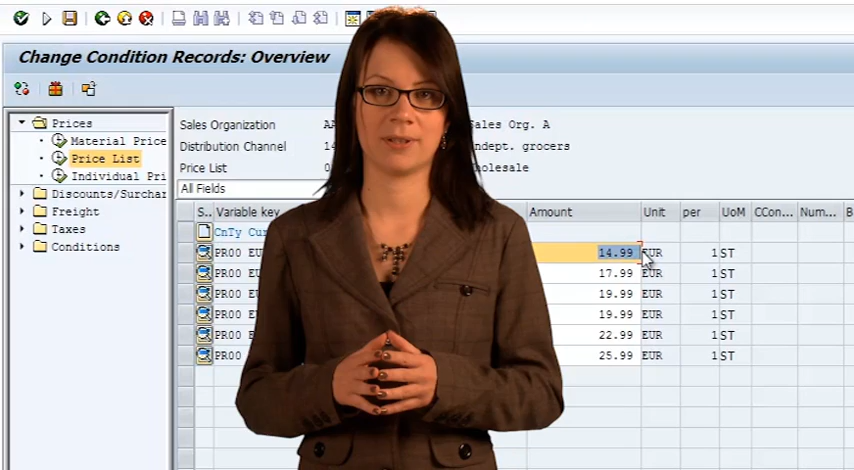 Change Condition Records: Overview
Prices
Material Price
Price List
Individual Pri
Discounts/Surchar
Freight
Taxes
Conditions
Sales Organization
Sales Org. A
Distribution Channel
Indept. grocers
Price List
All Fields
S.. Variable key Amount Unit per UoM CCon... Num...
CnTy Cur
PR00 14.99 EUR 1 ST
PR00 17.99 EUR 1 ST
PR00 19.99 EUR 1 ST
PR00 19.99 EUR 1 ST
PR00 22.99 EUR 1 ST
PR00 25.99 EUR 1 ST